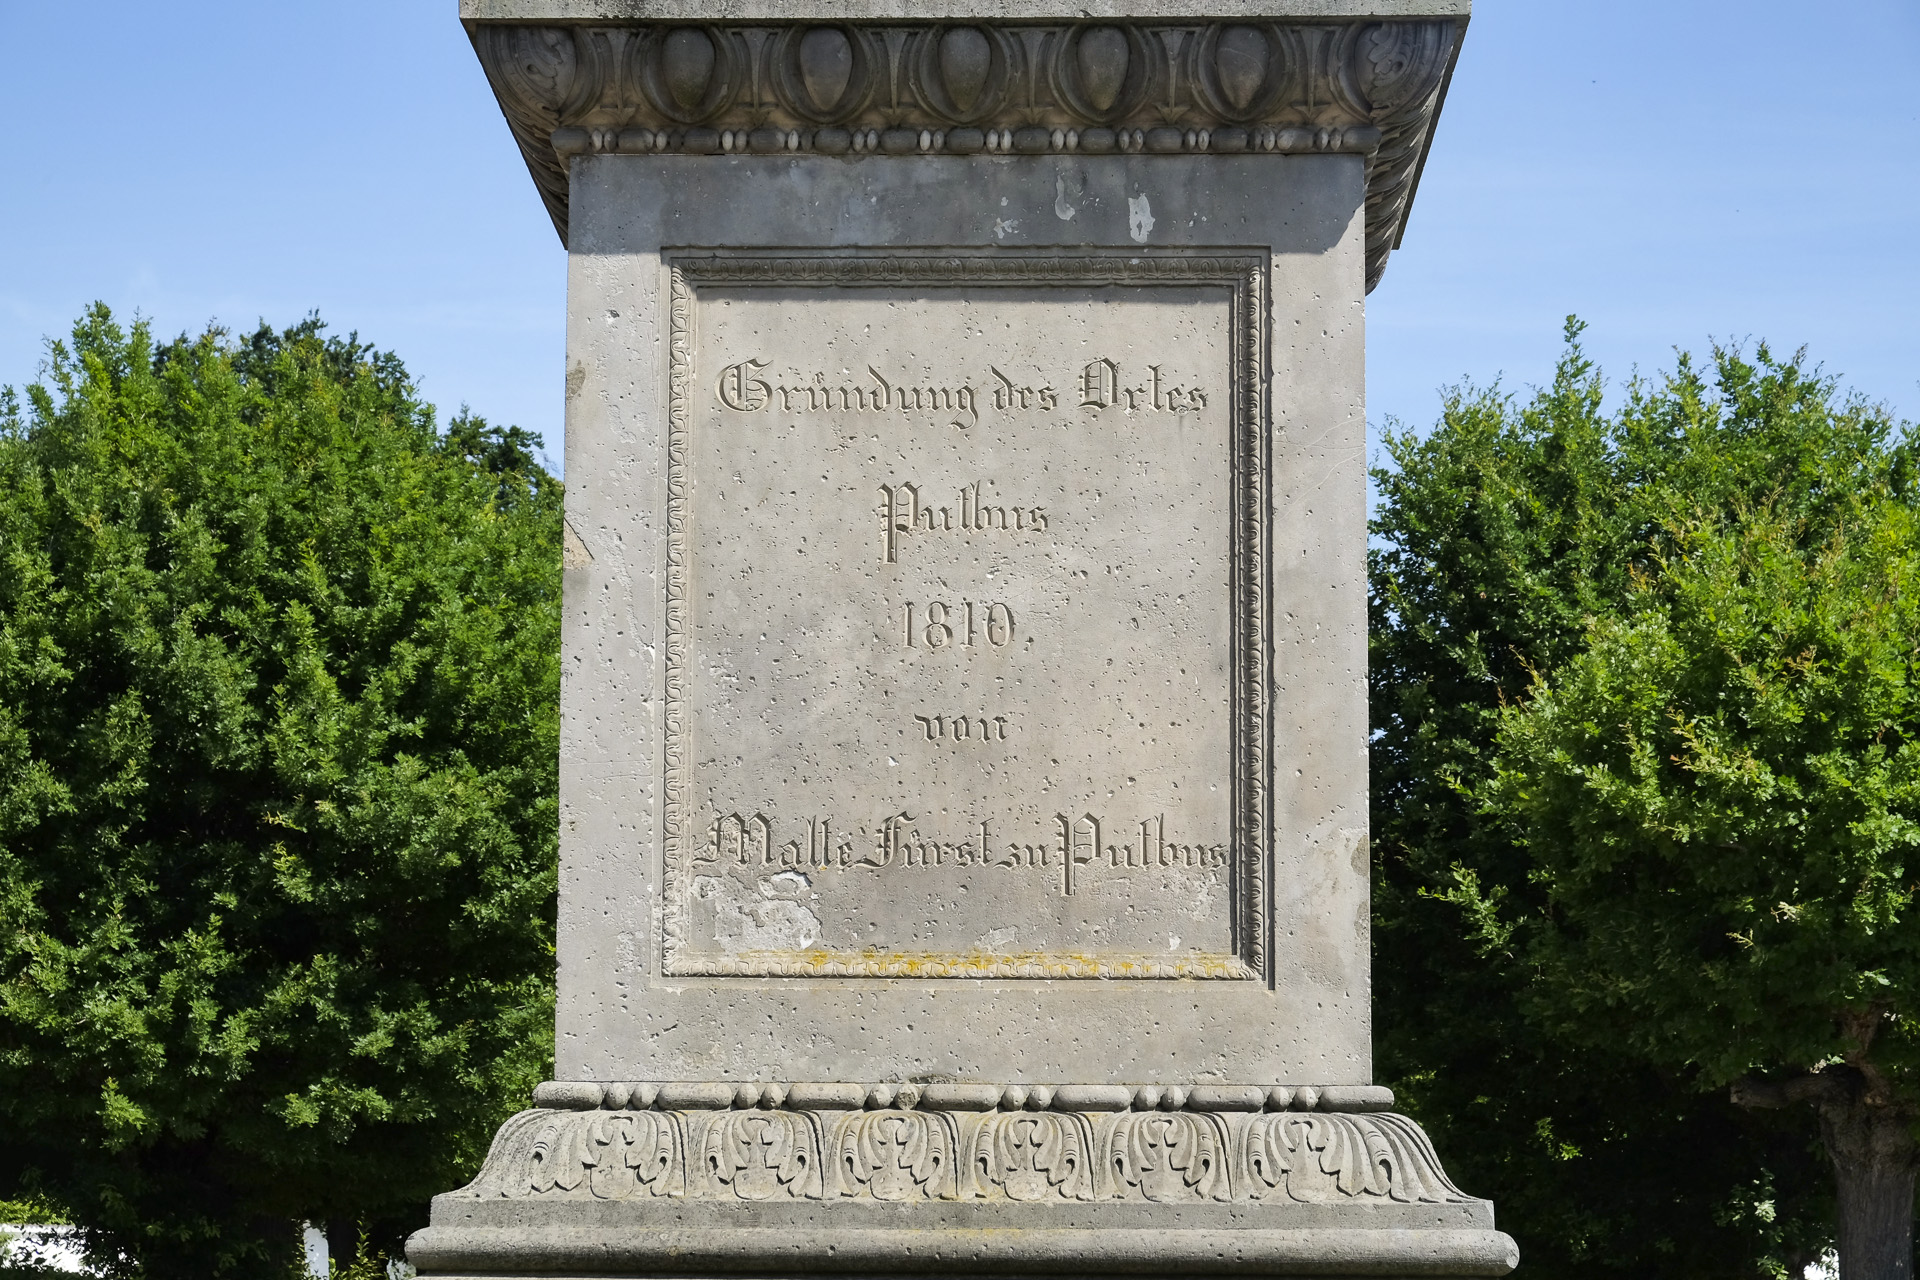 Gründung des Ortes
Putbus
1810.
von
Malte Fürst zu Putbus